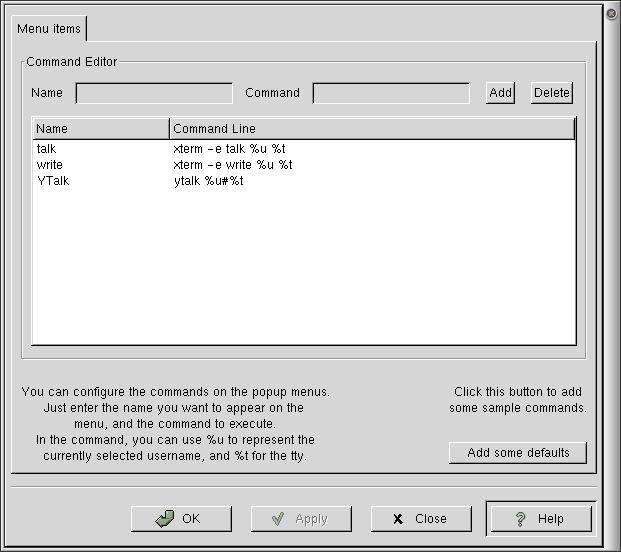 Menu items
Command Editor
Name Command Add Delete
Name Command Line
talk xterm -e talk %u %t
write xterm -e write %u %t
YTalk ytalk %u#%t
You can configure the commands on the popup menus.
Just enter the name you want to appear on the
menu, and the command to execute.
In the command, you can use %u to represent the
currently selected username, and %t for the tty.
Click this button to add
some sample commands.
Add some defaults
OK Apply Close Help